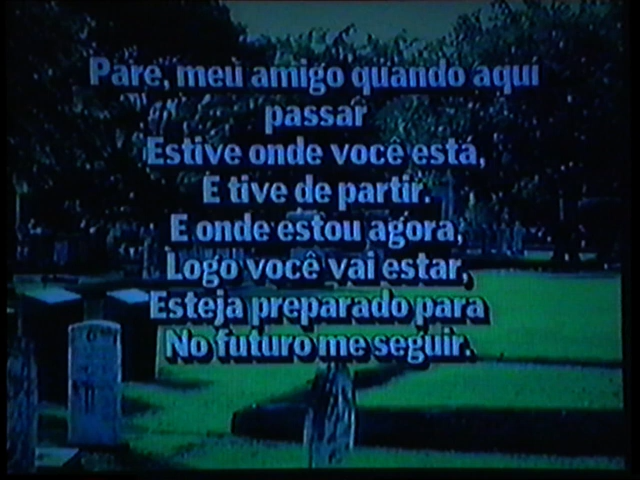 Pare, meu amigo quando aqui
passar
Estive onde você está,
E tive de partir.
E onde estou agora,
Logo você vai estar,
Esteja preparado para
No futuro me seguir.